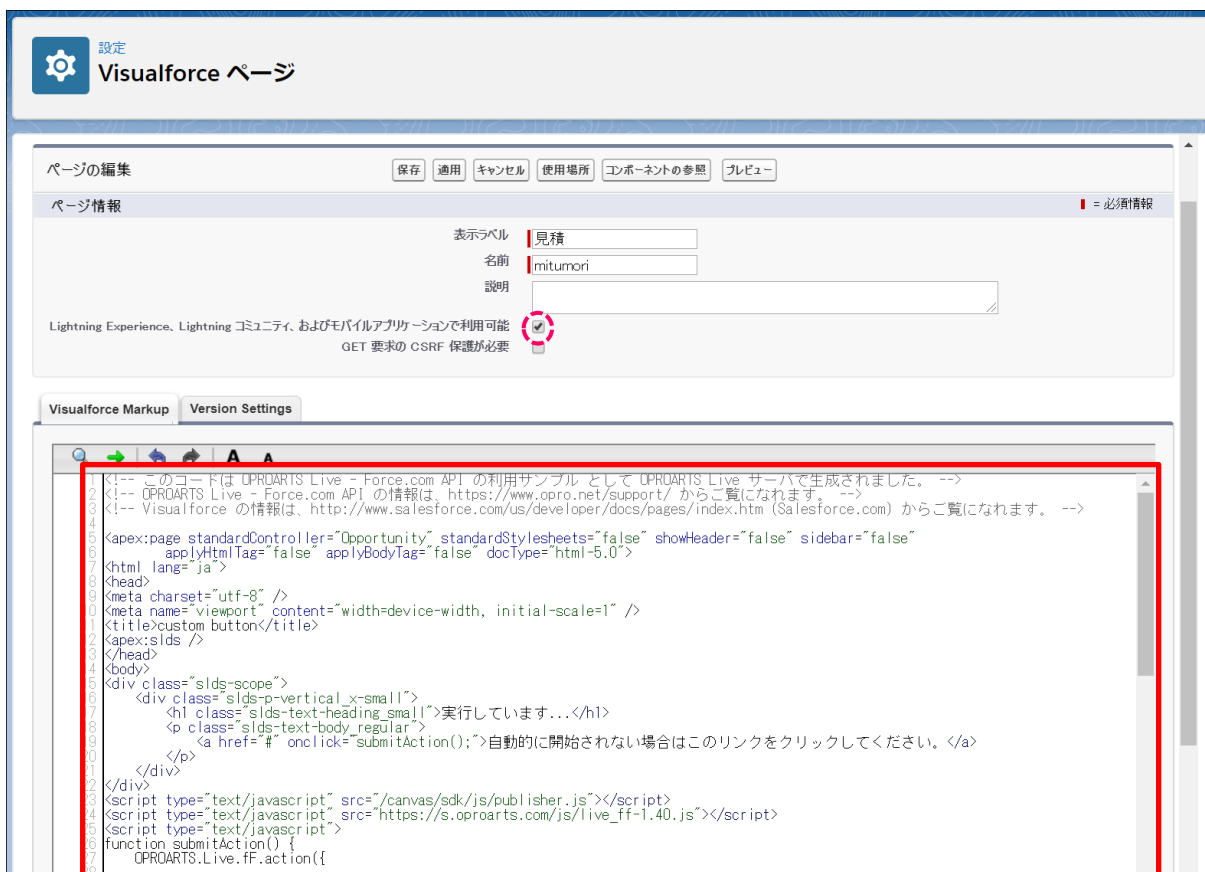 設定
Visualforce ページ
ページの編集 保存 適用 キャンセル 使用場所 コンポーネントの参照 プレビュー
ページ情報 = 必須情報
表示ラベル 見積
名前 mitumori
説明
Lightning Experience、Lightning コミュニティ、およびモバイルアプリケーションで利用可能
GET 要求の CSRF 保護が必要
Visualforce Markup Version Settings
A A
1 <!-- このコードは OPROARTS Live - Force.com API の利用サンプル として OPROARTS Live サーバで生成されました。 -->
2 <!-- OPROARTS Live - Force.com API の情報は、https://www.opro.net/support/ からご覧になれます。 -->
3 <!-- Visualforce の情報は、http://www.salesforce.com/us/developer/docs/pages/index.htm (Salesforce.com) からご覧になれます。 -->
4
5 <apex:page standardController="Opportunity" standardStylesheets="false" showHeader="false" sidebar="false"
6 applyHtmlTag="false" applyBodyTag="false" docType="html-5.0">
7 <html lang="ja">
8 <head>
9 <meta charset="utf-8" />
0 <meta name="viewport" content="width=device-width, initial-scale=1" />
1 <title>custom button</title>
2 <apex:slds />
3 </head>
4 <body>
5 <div class="slds-scope">
6 <div class="slds-p-vertical_x-small">
7 <h1 class="slds-text-heading_small">実行しています...</h1>
8 <p class="slds-text-body_regular">
9 <a href="#" onclick="submitAction();">自動的に開始されない場合はこのリンクをクリックしてください。</a>
20 </p>
21 </div>
22 </div>
23 <script type="text/javascript" src="/canvas/sdk/js/publisher.js"></script>
24 <script type="text/javascript" src="https://s.oproarts.com/js/live_ff-1.40.js"></script>
25 <script type="text/javascript">
26 function submitAction() {
27 OPROARTS.Live.fF.action({